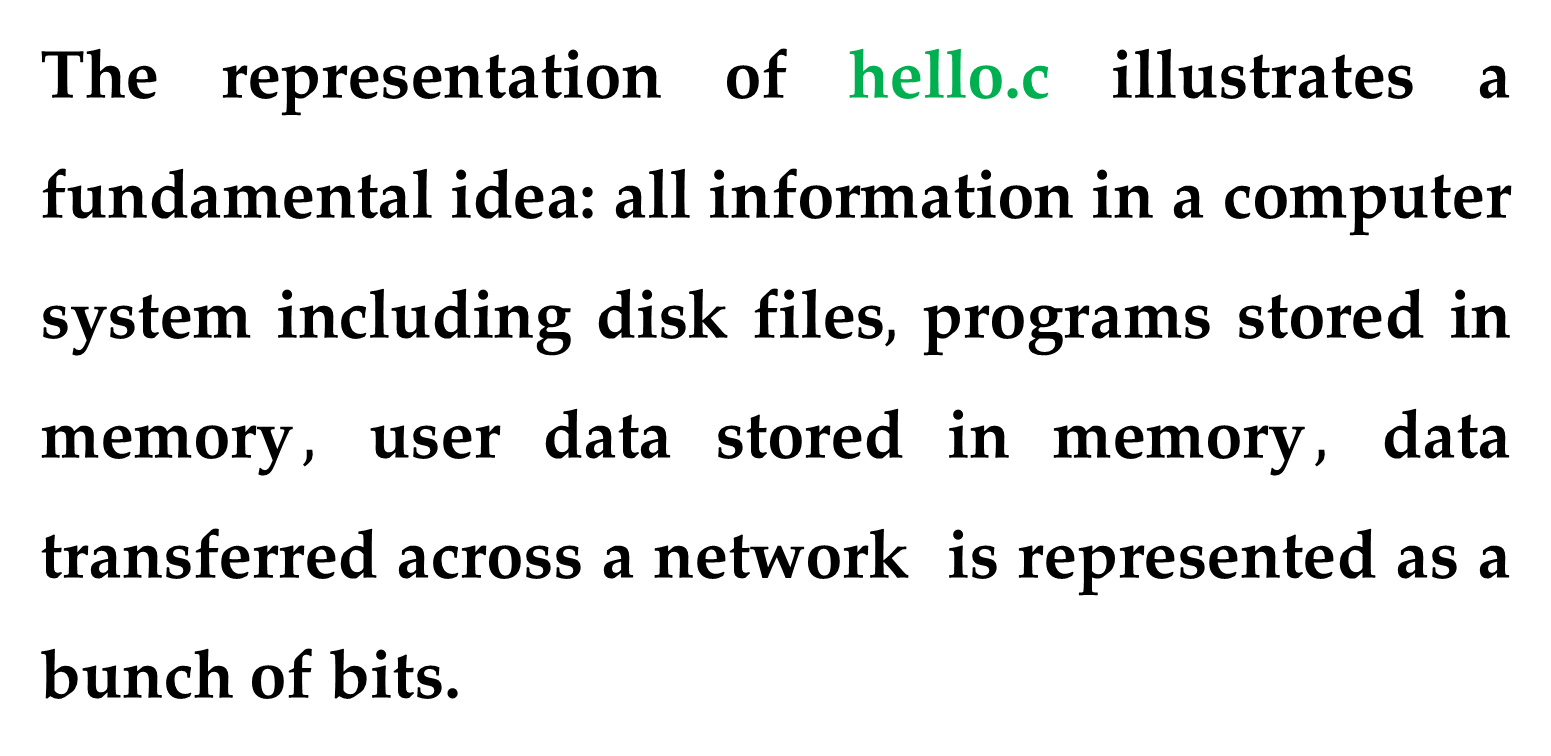 The representation of hello.c illustrates a
fundamental idea: all information in a computer
system including disk files, programs stored in
memory, user data stored in memory, data
transferred across a network is represented as a
bunch of bits.